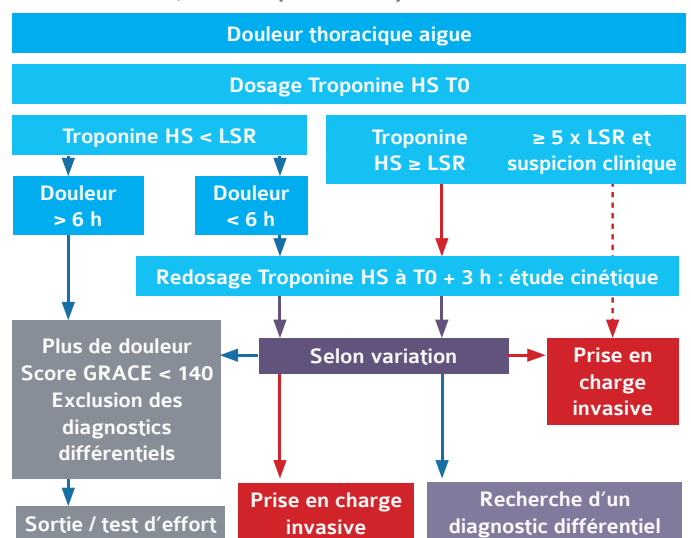 Douleur thoracique aigue
Dosage Troponine HS T0
Troponine HS < LSR
Troponine
HS ≥ LSR
≥ 5 x LSR et
suspicion clinique
Douleur
> 6 h
Douleur
< 6 h
Redosage Troponine HS à T0 + 3 h : étude cinétique
Plus de douleur
Score GRACE < 140
Exclusion des
diagnostics
différentiels
Selon variation
Prise en
charge
invasive
Sortie / test d'effort
Prise en charge
invasive
Recherche d'un
diagnostic différentiel